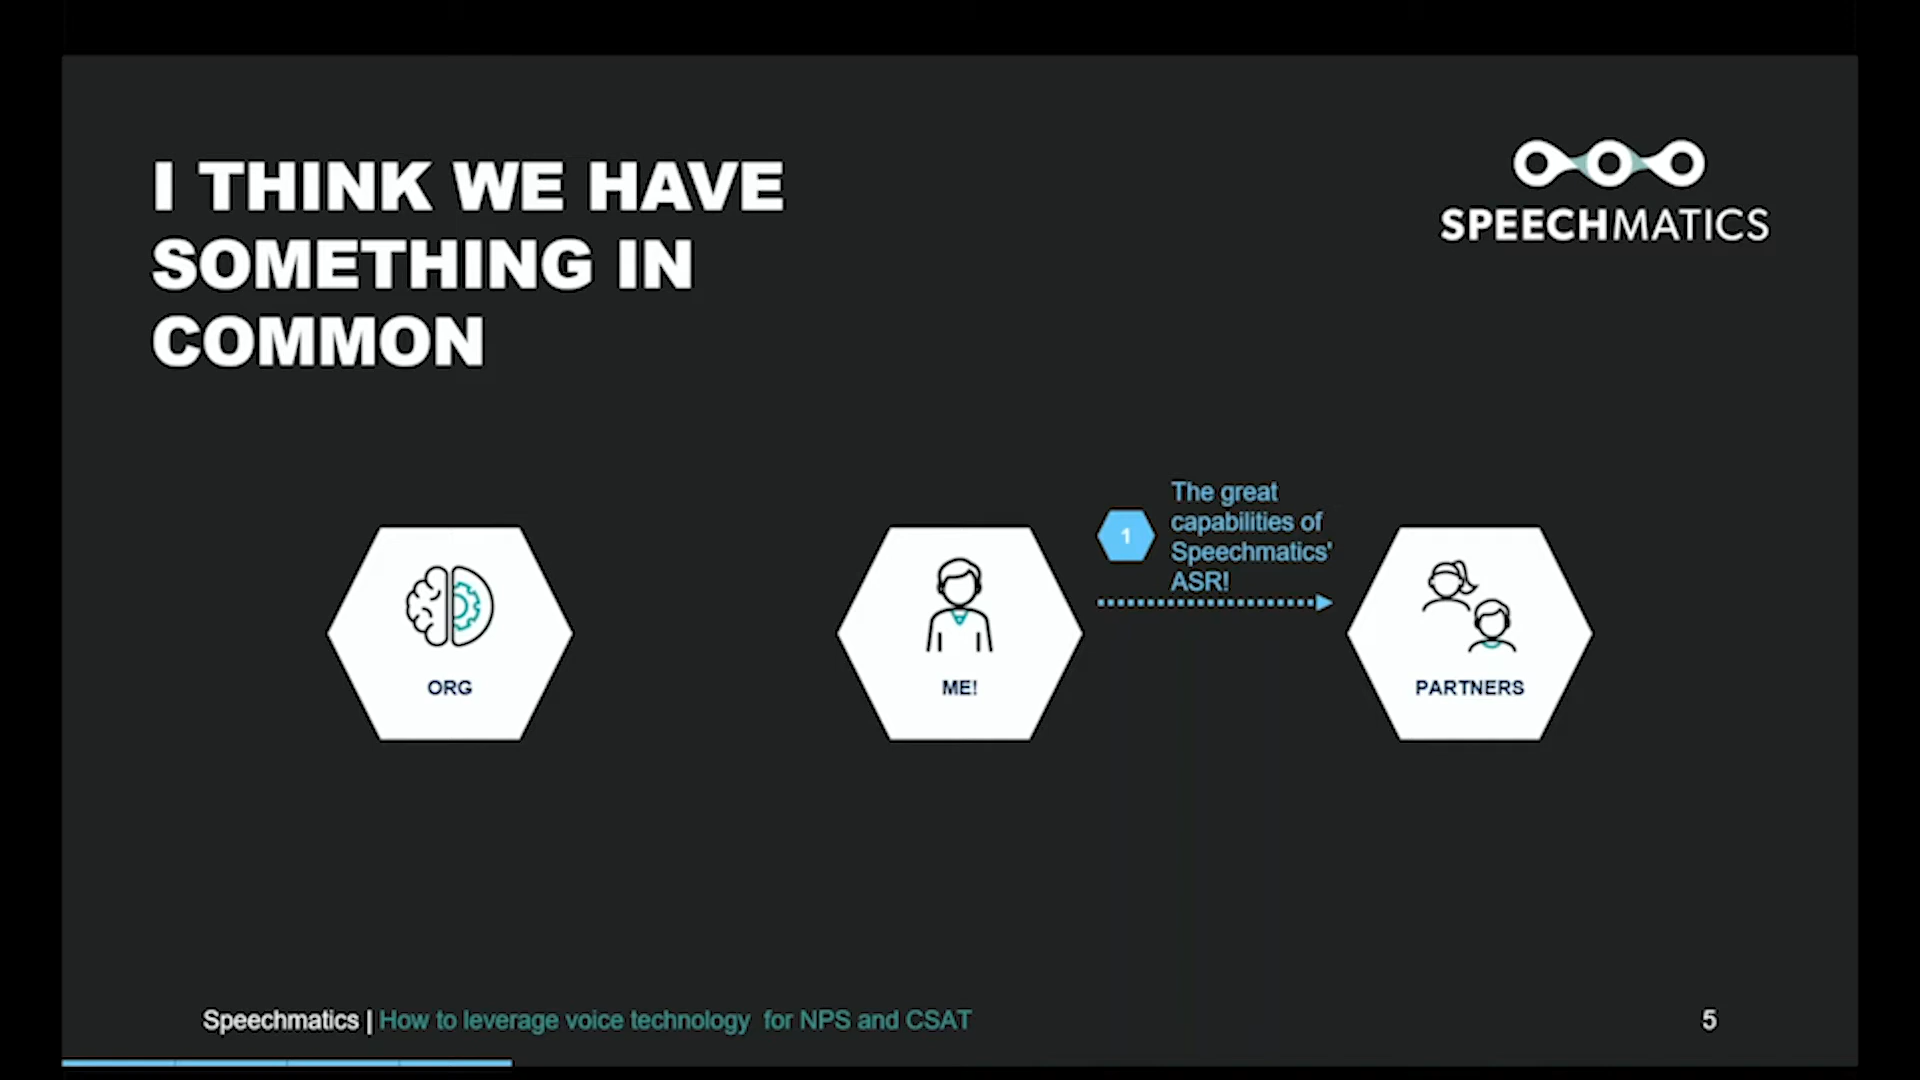 I THINK WE HAVE
SOMETHING IN
COMMON
SPEECHMATICS
The great
capabilities of
Speechmatics'
ASR!
1
ORG
ME!
PARTNERS
Speechmatics | How to leverage voice technology for NPS and CSAT
5